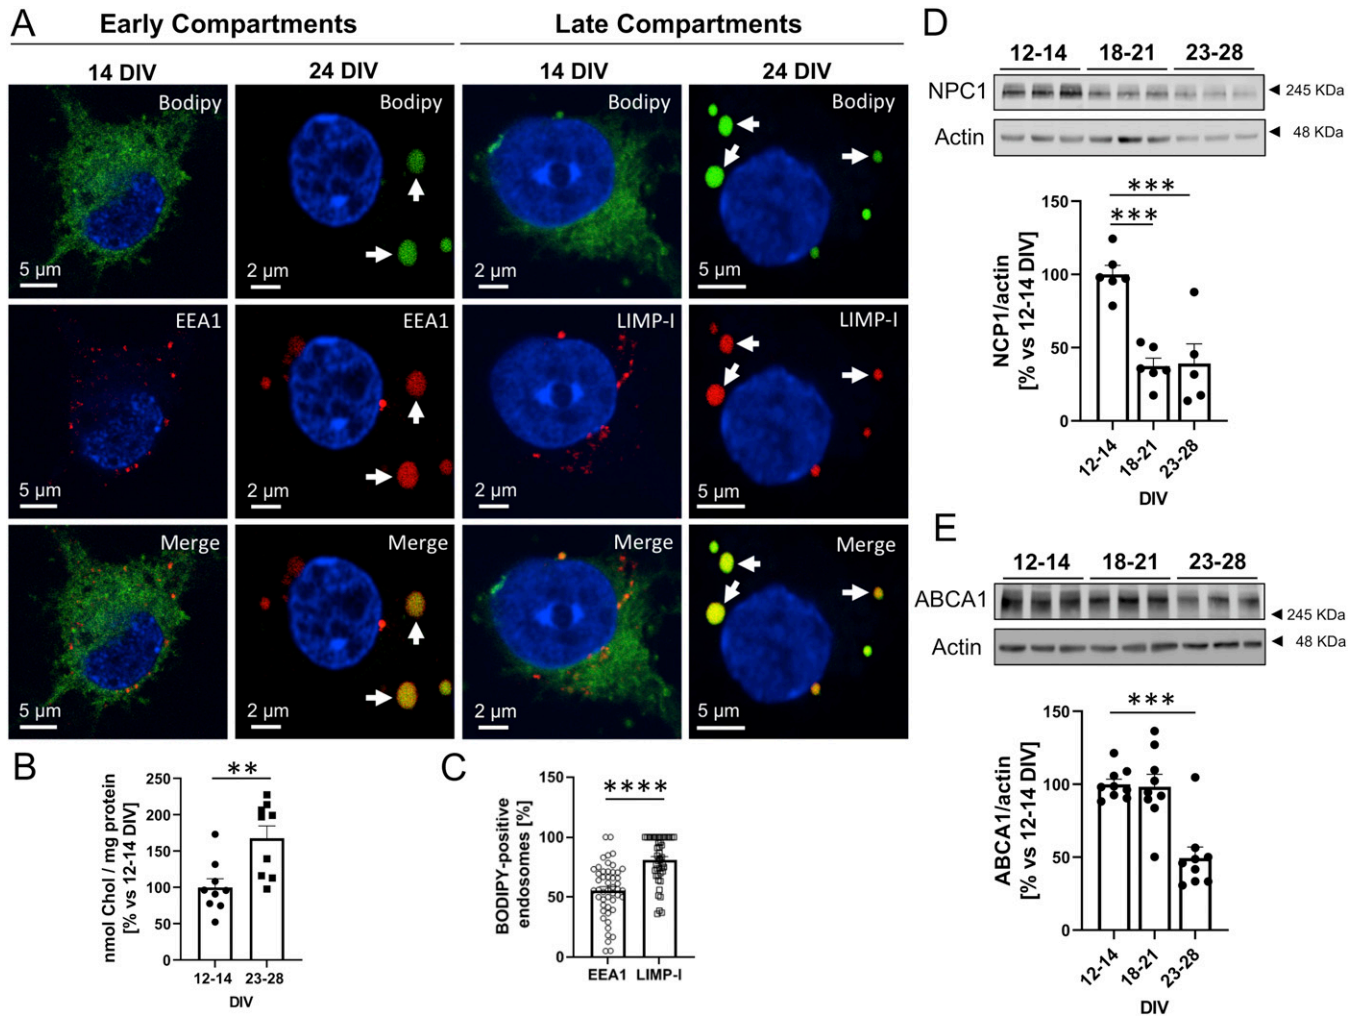 A
Early Compartments
Late Compartments
14 DIV
24 DIV
14 DIV
24 DIV
Bodipy
Bodipy
Bodipy
Bodipy
5 µm
2 µm
2 µm
5 µm
EEA1
EEA1
LIMP-I
LIMP-I
5 µm
2 µm
2 µm
5 µm
Merge
Merge
Merge
Merge
5 µm
2 µm
2 µm
5 µm
B
nmol Chol / mg protein
[% vs 12-14 DIV]
250
200
150
100
50
0
**
12-14
23-28
DIV
C
BODIPY-positive
endosomes [%]
150
100
50
0
****
EEA1
LIMP-I
D
12-14
18-21
23-28
NPC1
245 KDa
Actin
48 KDa
NCP1/actin
[% vs 12-14 DIV]
150
100
50
0
***
***
12-14
18-21
23-28
DIV
E
12-14
18-21
23-28
ABCA1
245 KDa
Actin
48 KDa
ABCA1/actin
[% vs 12-14 DIV]
150
100
50
0
***
12-14
18-21
23-28
DIV